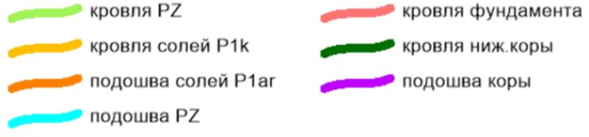 кровля PZ
кровля солей P1k
подошва солей P1ar
подошва PZ
кровля фундамента
кровля ниж.коры
подошва коры